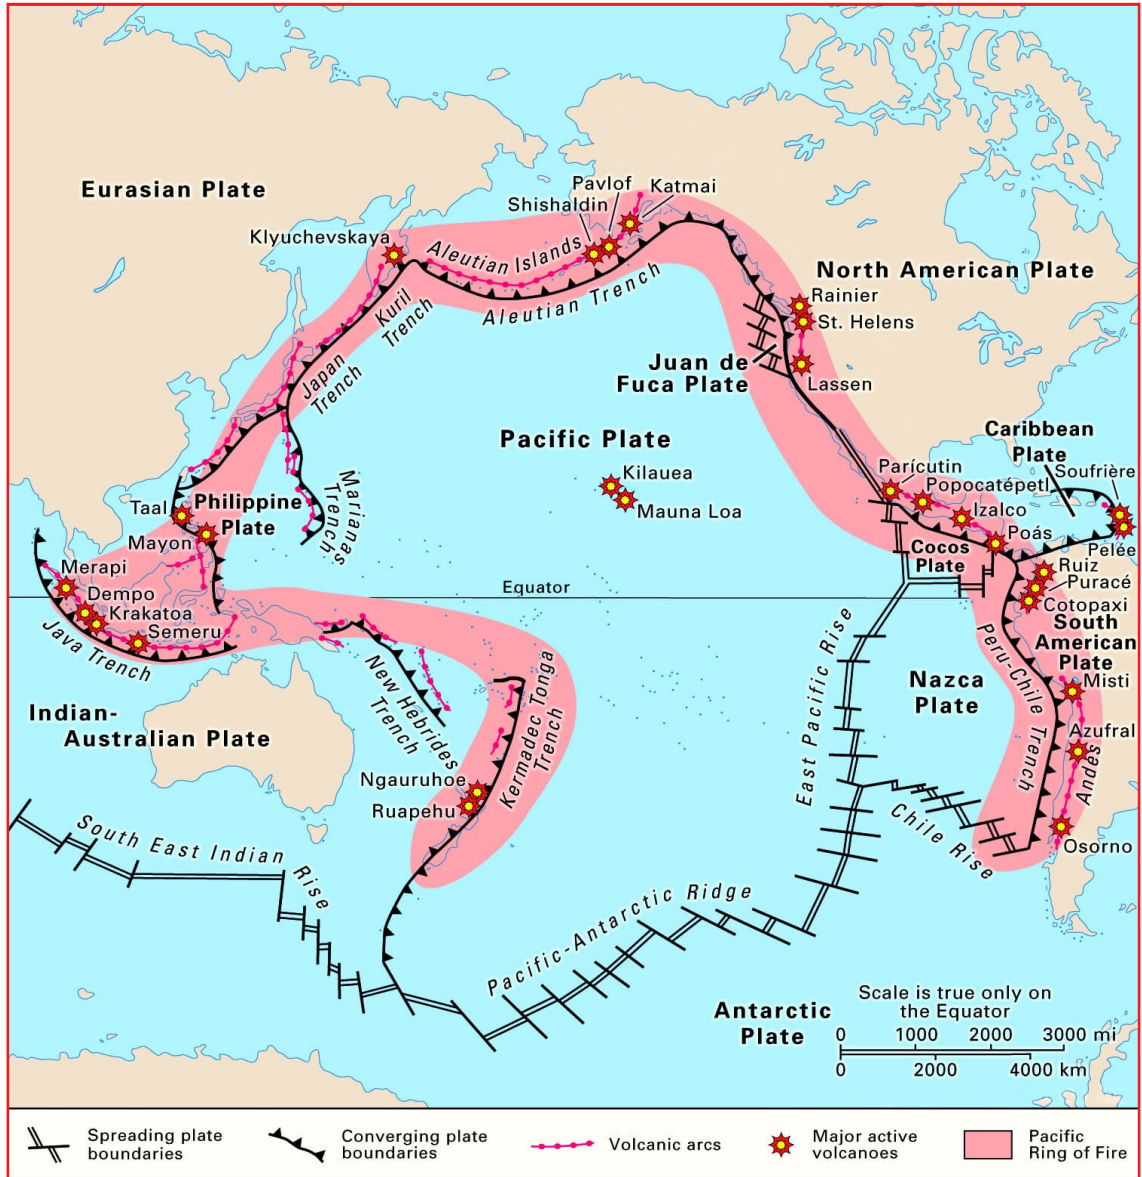 Eurasian Plate
Pavlof
Katmai
Shishaldin
Klyuchevskaya
Aleutian Islands
Aleutian Trench
Kuril
Trench
Japan
Trench
North American Plate
Rainier
St. Helens
Juan de
Fuca Plate
Lassen
Pacific Plate
Kilauea
Mauna Loa
Caribbean
Plate
Soufrière
Parícutin
Popocatépetl
Izalco
Poás
Pelée
Cocos
Plate
Ruiz
Puracé
Cotopaxi
South
American
Plate
Taal
Philippine
Plate
Mayon
Marianas
Trench
Merapi
Dempo
Krakatoa
Semeru
Java Trench
Equator
New Hebrides
Trench
Kermadec Tonga
Trench
Ngauruhoe
Ruapehu
Indian-
Australian Plate
East Pacific Rise
Nazca
Plate
Peru-Chile Trench
Misti
Azufral
Andes
Osorno
Chile Rise
South East Indian Rise
Pacific-Antarctic Ridge
Antarctic
Plate
Scale is true only on
the Equator
0 1000 2000 3000 mi
0 2000 4000 km
Spreading plate
boundaries
Converging plate
boundaries
Volcanic arcs
Major active
volcanoes
Pacific
Ring of Fire